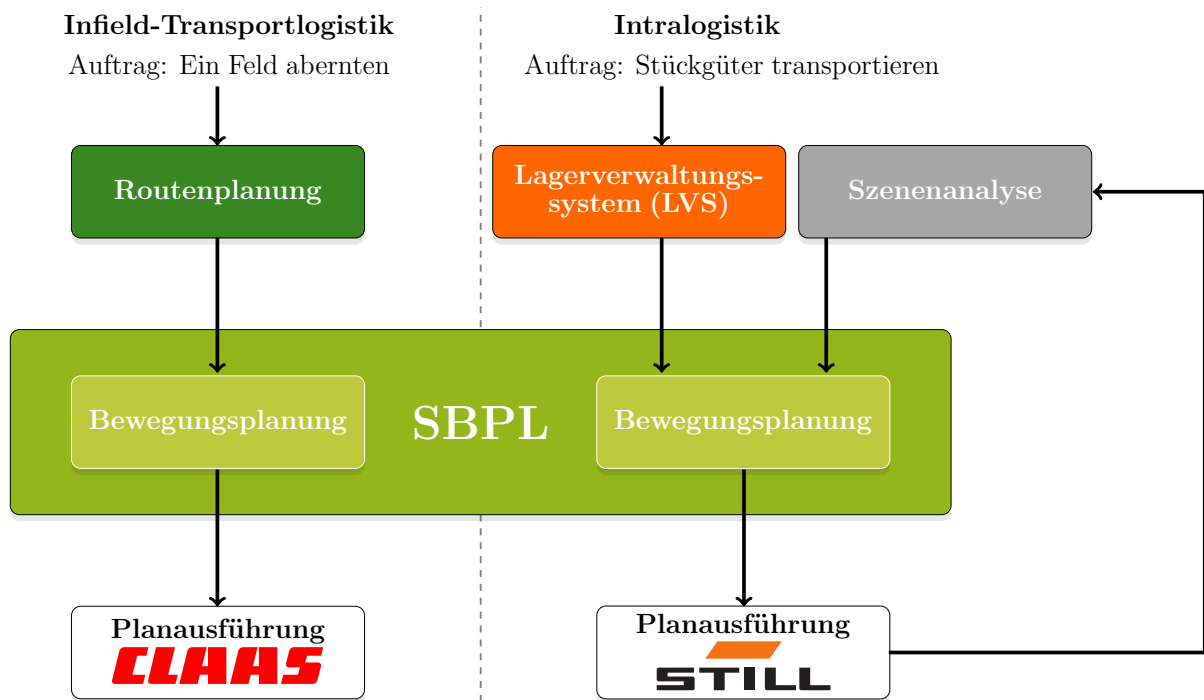 Infield-Transportlogistik
Auftrag: Ein Feld abernten
Intralogistik
Auftrag: Stückgüter transportieren
Routenplanung
Lagerverwaltungs-
system (LVS)
Szenenanalyse
Bewegungsplanung
SBPL
Bewegungsplanung
Planausführung
CLAAS
Planausführung
STILL